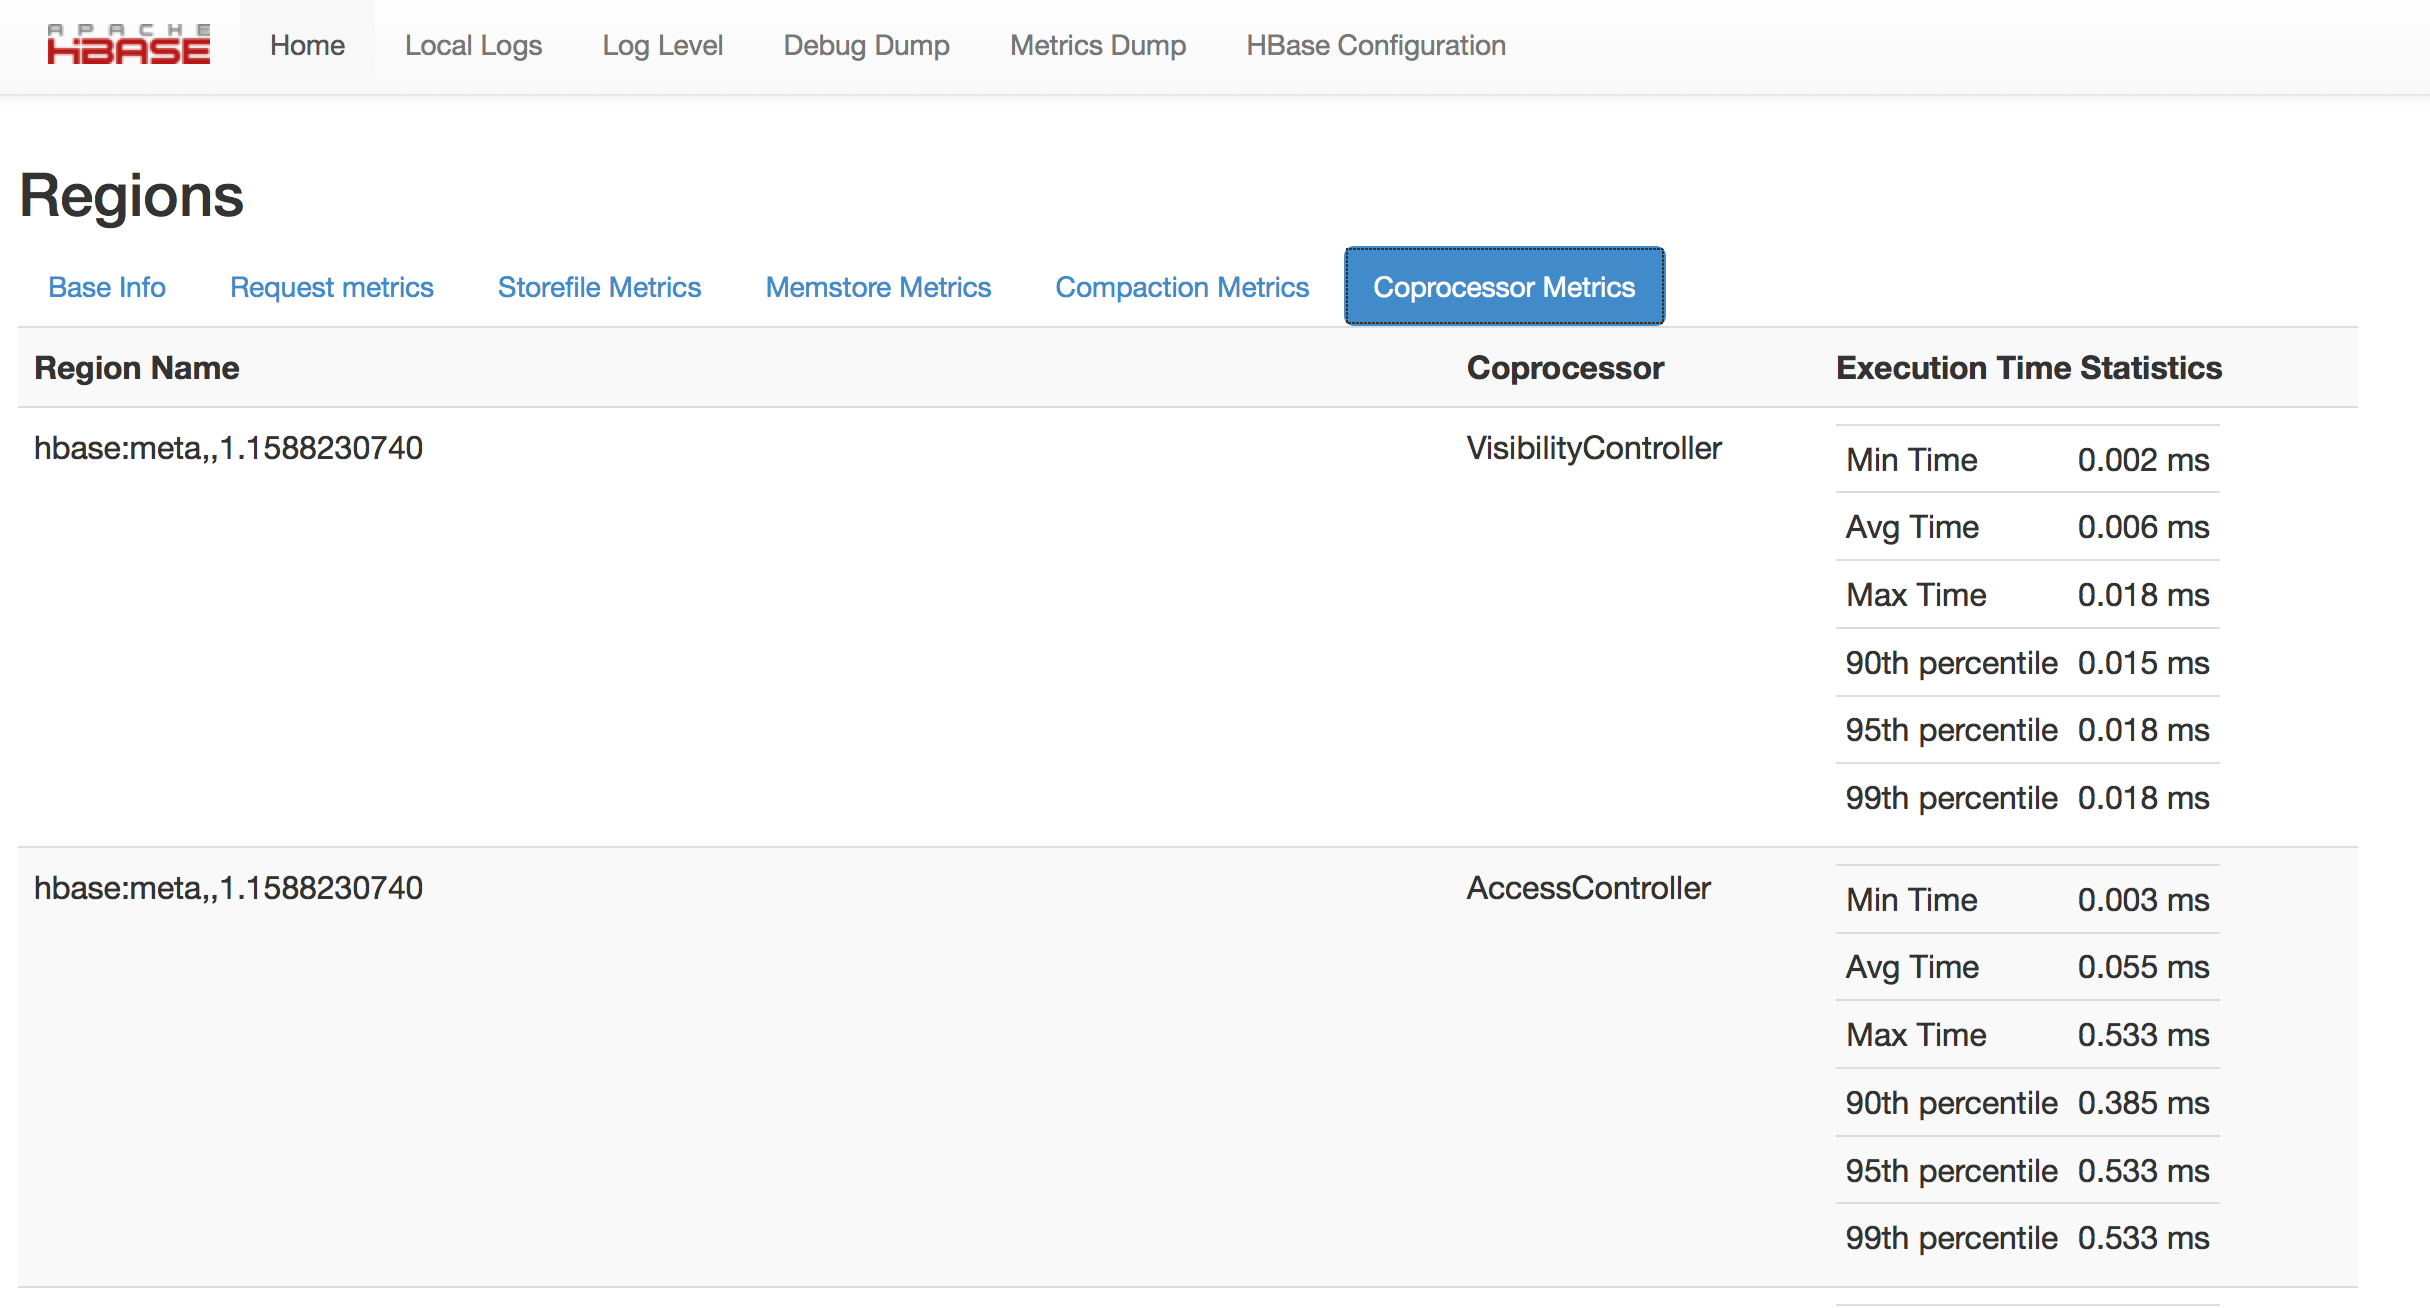 APACHE
HBASE
Home Local Logs Log Level Debug Dump Metrics Dump HBase Configuration
Regions
Base Info Request metrics Storefile Metrics Memstore Metrics Compaction Metrics Coprocessor Metrics
Region Name Coprocessor Execution Time Statistics
hbase:meta,,1.1588230740 VisibilityController
Min Time 0.002 ms
Avg Time 0.006 ms
Max Time 0.018 ms
90th percentile 0.015 ms
95th percentile 0.018 ms
99th percentile 0.018 ms
hbase:meta,,1.1588230740 AccessController
Min Time 0.003 ms
Avg Time 0.055 ms
Max Time 0.533 ms
90th percentile 0.385 ms
95th percentile 0.533 ms
99th percentile 0.533 ms